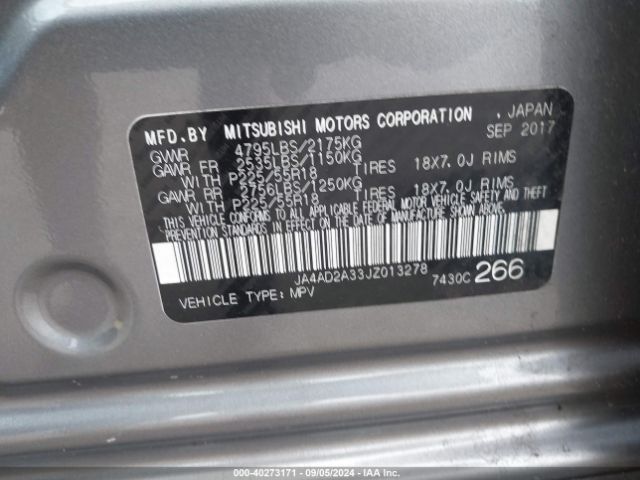 MFD.BY MITSUBISHI MOTORS CORPORATION , JAPAN
GVWR 4795LBS/2175KG SEP 2017
GAWR FR 2535LBS/1150KG
WITH P225/55R18 TIRES 18X7.0J RIMS
GAWR RR 2756LBS/1250KG
WITH P225/55R18 TIRES 18X7.0J RIMS
THIS VEHICLE CONFORMS TO ALL APPLICABLE FEDERAL MOTOR VEHICLE SAFETY AND THEFT
PREVENTION STANDARDS IN EFFECT ON THE DATE OF MANUFACTURE SHOWN ABOVE.
JA4AD2A33JZ013278 7430C 266
VEHICLE TYPE: MPV
000-40273171 - 09/05/2024 - IAA Inc.